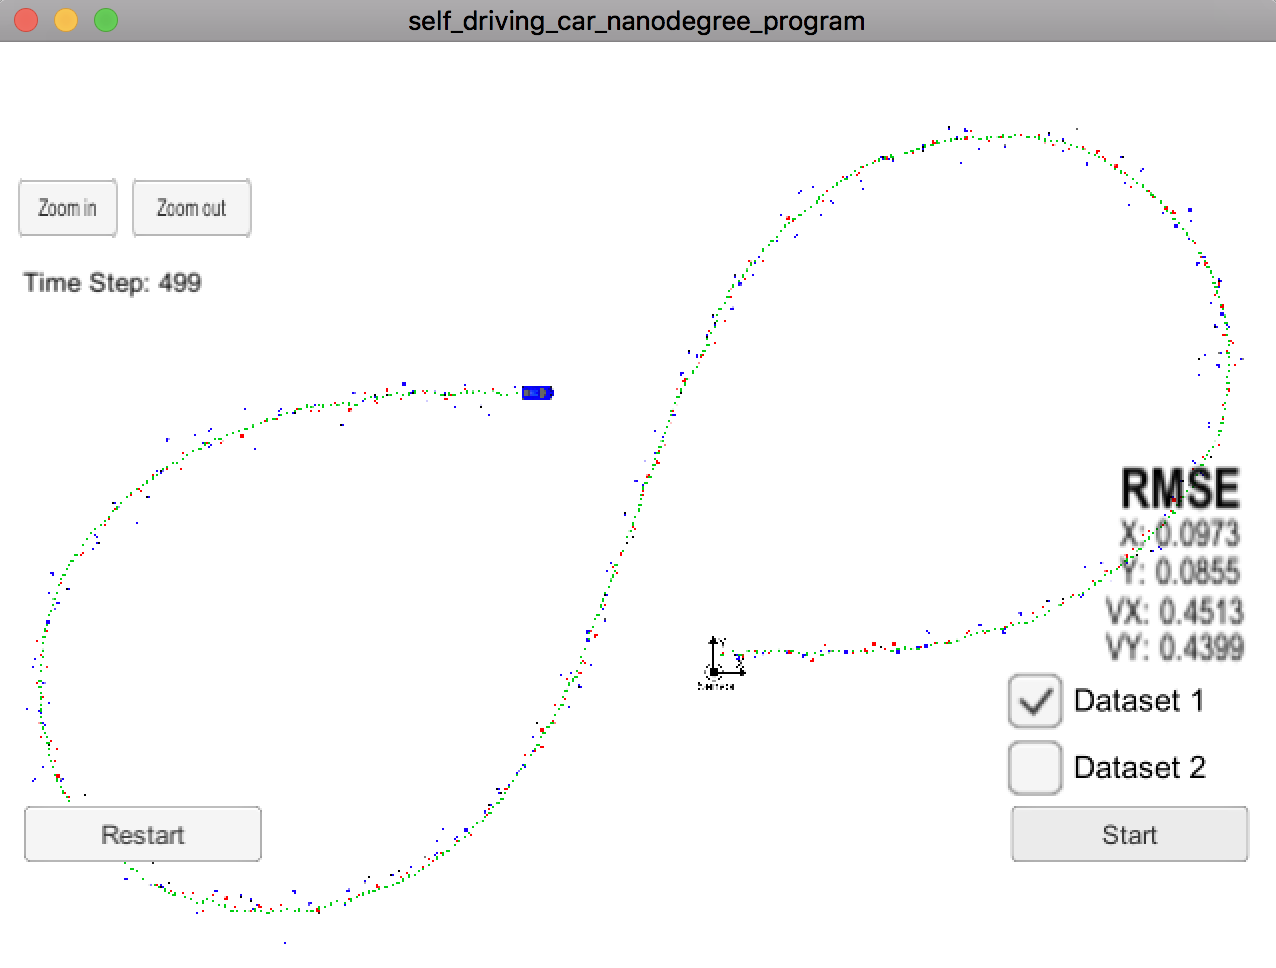 self_driving_car_nanodegree_program
Zoom in
Zoom out
Time Step: 499
RMSE
X: 0.0973
Y: 0.0855
VX: 0.4513
VY: 0.4399
Dataset 1
Dataset 2
Restart
Start